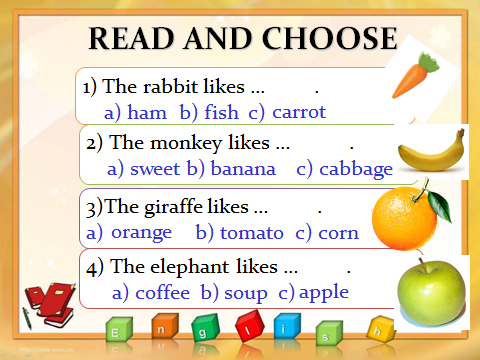 READ AND CHOOSE
1) The rabbit likes ... .
a) ham b) fish c) carrot
2) The monkey likes ... .
a) sweet b) banana c) cabbage
3)The giraffe likes ... .
a) orange b) tomato c) corn
4) The elephant likes ... .
a) coffee b) soup c) apple
E n g l i s h